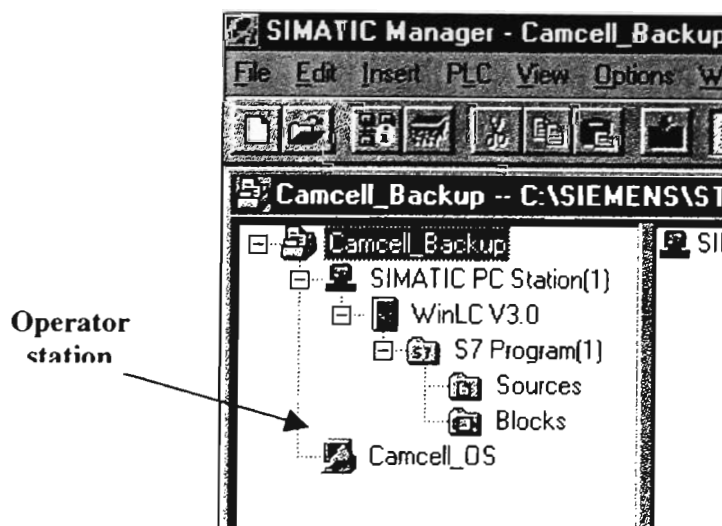 SIMATIC Manager - Camcell_Backup
File Edit Insert PLC View Options W
Camcell_Backup -- C:\SIEMENS\ST
Camcell_Backup
SIMATIC PC Station(1)
WinLC V3.0
S7 Program(1)
Sources
Blocks
Camcell_OS
SI
Operator
station